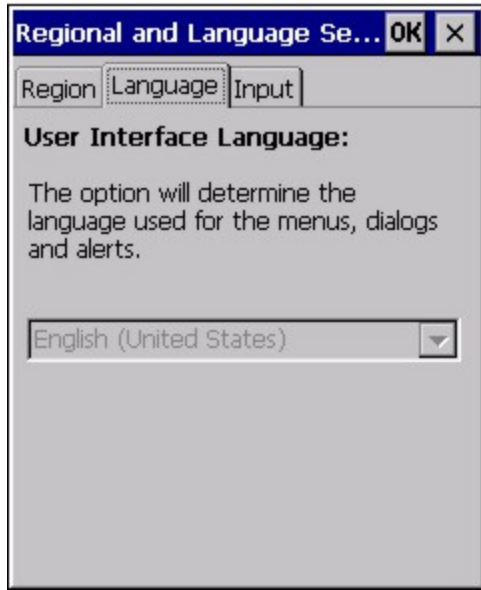 Regional and Language Se... OK ×
Region Language Input
User Interface Language:
The option will determine the
language used for the menus, dialogs
and alerts.
English (United States)